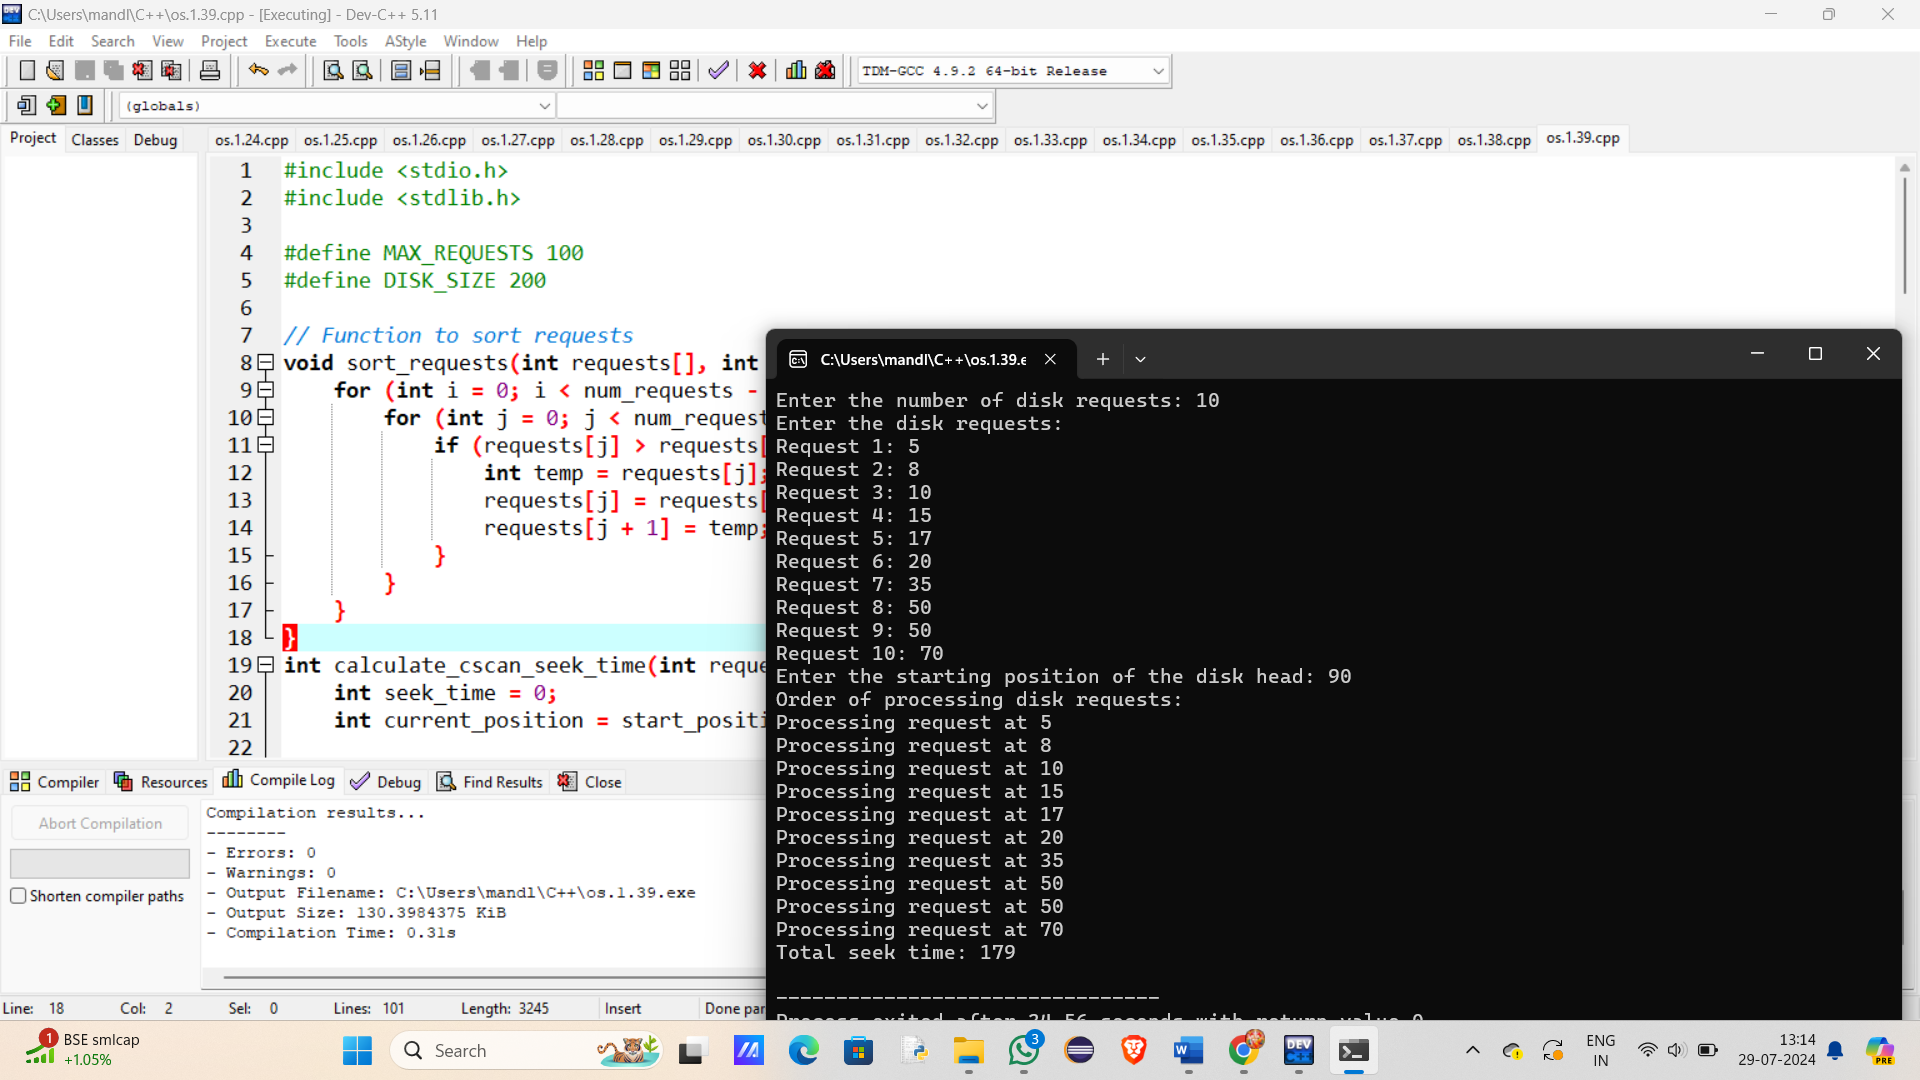 C:\Users\mandl\C++\os.1.39.cpp - [Executing] - Dev-C++ 5.11
File Edit Search View Project Execute Tools AStyle Window Help
TDM-GCC 4.9.2 64-bit Release
(globals)
Project Classes Debug
os.1.24.cpp os.1.25.cpp os.1.26.cpp os.1.27.cpp os.1.28.cpp os.1.29.cpp os.1.30.cpp os.1.31.cpp os.1.32.cpp os.1.33.cpp os.1.34.cpp os.1.35.cpp os.1.36.cpp os.1.37.cpp os.1.38.cpp os.1.39.cpp
1 #include <stdio.h>
2 #include <stdlib.h>
3
4 #define MAX_REQUESTS 100
5 #define DISK_SIZE 200
6
7 // Function to sort requests
8 void sort_requests(int requests[], int
9 for (int i = 0; i < num_requests -
10 for (int j = 0; j < num_request
11 if (requests[j] > requests[
12 int temp = requests[j];
13 requests[j] = requests[
14 requests[j + 1] = temp;
15 }
16 }
17 }
18 }
19 int calculate_cscan_seek_time(int reque
20 int seek_time = 0;
21 int current_position = start_positi
22
C:\Users\mandl\C++\os.1.39.e
Enter the number of disk requests: 10
Enter the disk requests:
Request 1: 5
Request 2: 8
Request 3: 10
Request 4: 15
Request 5: 17
Request 6: 20
Request 7: 35
Request 8: 50
Request 9: 50
Request 10: 70
Enter the starting position of the disk head: 90
Order of processing disk requests:
Processing request at 5
Processing request at 8
Processing request at 10
Processing request at 15
Processing request at 17
Processing request at 20
Processing request at 35
Processing request at 50
Processing request at 50
Processing request at 70
Total seek time: 179
--------------------------------
Process exited after 34.56 seconds with return value 0
Compiler Resources Compile Log Debug Find Results Close
Abort Compilation
Shorten compiler paths
Compilation results...
--------
- Errors: 0
- Warnings: 0
- Output Filename: C:\Users\mandl\C++\os.1.39.exe
- Output Size: 130.3984375 KiB
- Compilation Time: 0.31s
Line: 18 Col: 2 Sel: 0 Lines: 101 Length: 3245 Insert Done par
1
BSE smlcap
+1.05%
Search
3
DEV
C++
ENG
IN
13:14
29-07-2024
PRE